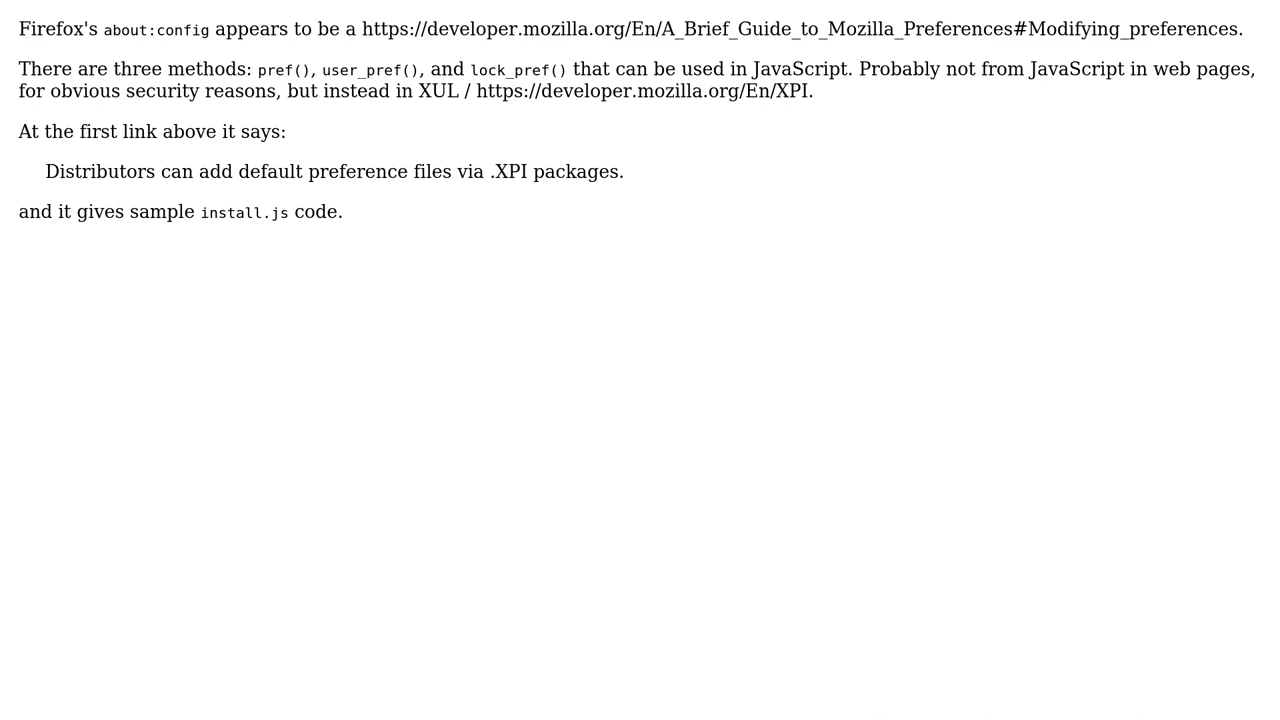 Firefox's about:config appears to be a https://developer.mozilla.org/En/A_Brief_Guide_to_Mozilla_Preferences#Modifying_preferences.
There are three methods: pref(), user_pref(), and lock_pref() that can be used in JavaScript. Probably not from JavaScript in web pages,
for obvious security reasons, but instead in XUL / https://developer.mozilla.org/En/XPI.
At the first link above it says:
Distributors can add default preference files via .XPI packages.
and it gives sample install.js code.